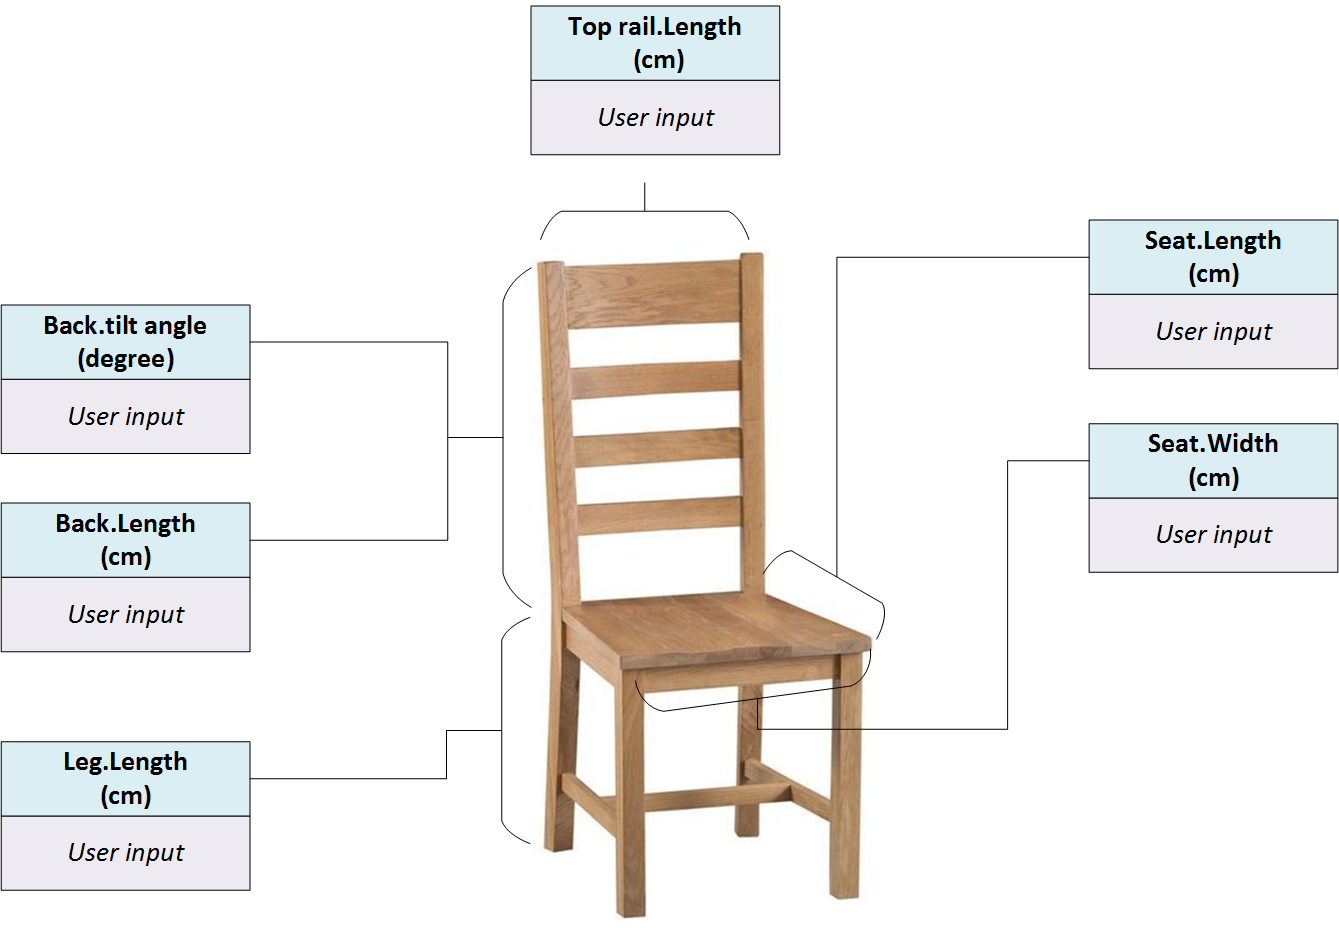 Top rail.Length
(cm)
User input
Seat.Length
(cm)
User input
Back.tilt angle
(degree)
User input
Seat.Width
(cm)
User input
Back.Length
(cm)
User input
Leg.Length
(cm)
User input